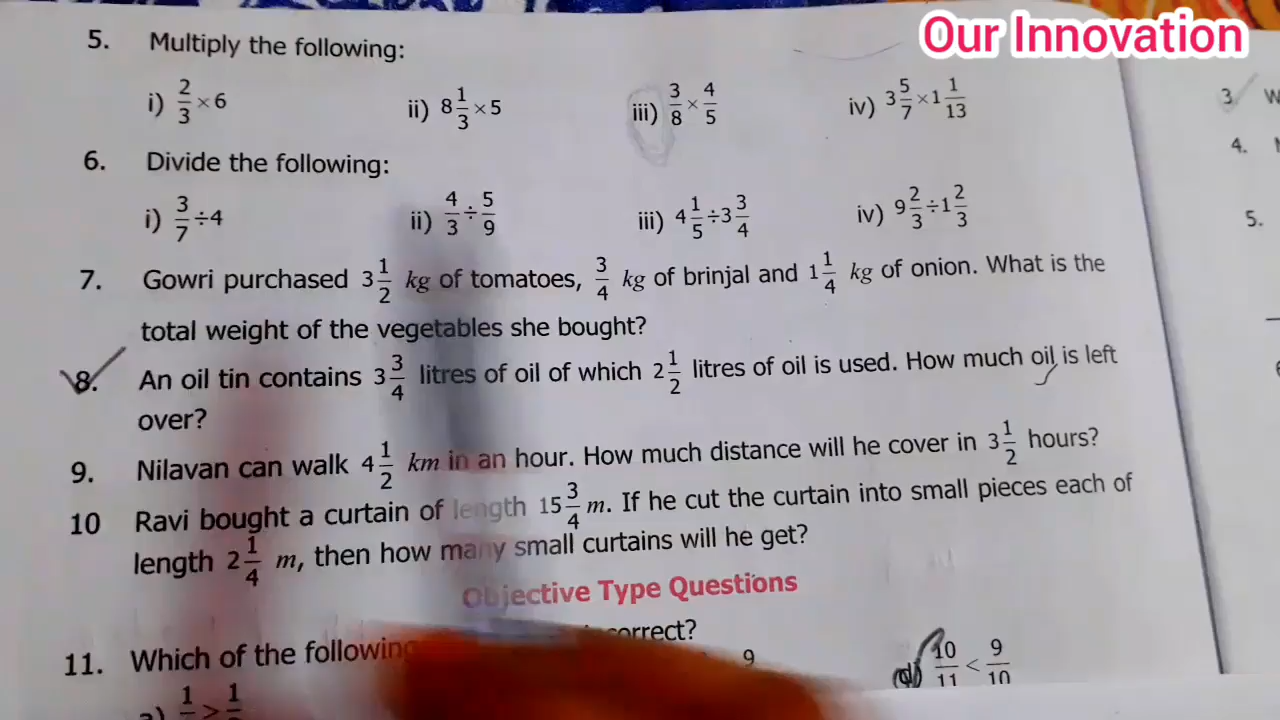 Our Innovation
5. Multiply the following:
i) 2/3 × 6 ii) 8 1/3 × 5 iii) 3/8 × 4/5 iv) 3 5/7 × 1 1/13
6. Divide the following:
i) 3/7 ÷ 4 ii) 4/3 ÷ 5/9 iii) 4 1/5 ÷ 3 3/4 iv) 9 2/3 ÷ 1 2/3
7. Gowri purchased 3 1/2 kg of tomatoes, 3/4 kg of brinjal and 1 1/4 kg of onion. What is the
total weight of the vegetables she bought?
8. An oil tin contains 3 3/4 litres of oil of which 2 1/2 litres of oil is used. How much oil is left
over?
9. Nilavan can walk 4 1/2 km in an hour. How much distance will he cover in 3 1/2 hours?
10 Ravi bought a curtain of length 15 3/4 m. If he cut the curtain into small pieces each of
length 2 1/4 m, then how many small curtains will he get?
Objective Type Questions
11. Which of the following
d) 10/11 < 9/10
3. W
4.
5.